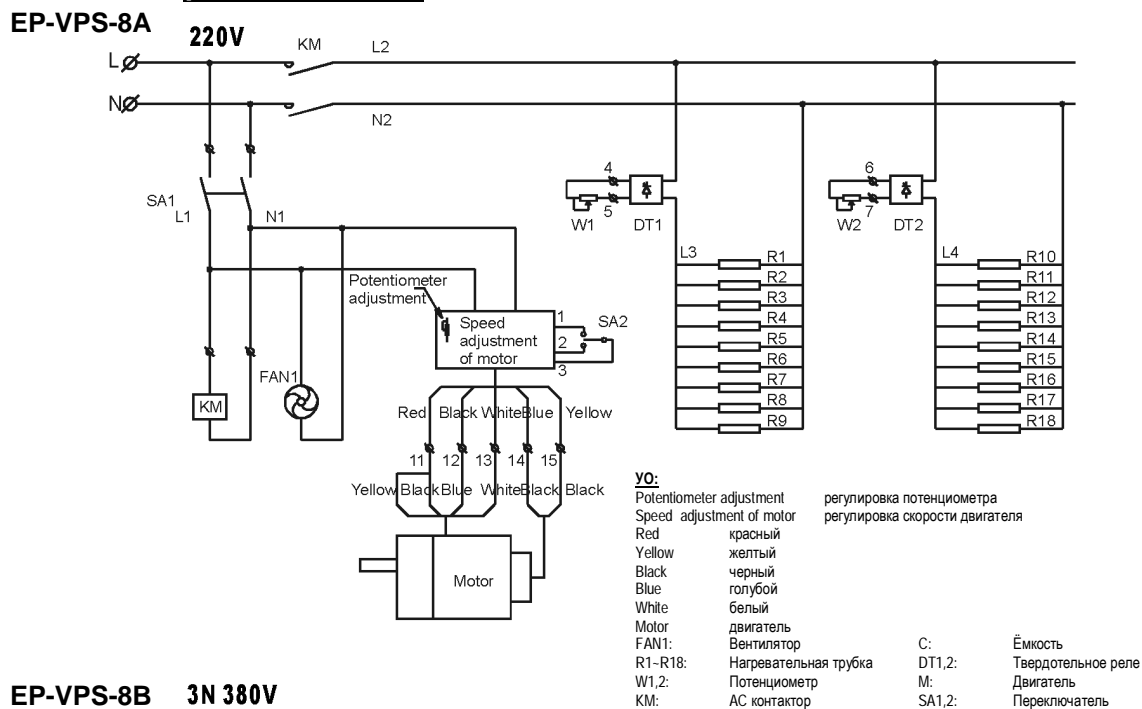 EP-VPS-8A
220V
L
KM
L2
N
N2
SA1
L1
N1
4
5
W1
DT1
6
7
W2
DT2
L3
R1
R2
R3
R4
R5
R6
R7
R8
R9
L4
R10
R11
R12
R13
R14
R15
R16
R17
R18
Potentiometer
adjustment
Speed
adjustment
of motor
1
2
3
SA2
KM
FAN1
Red Black White Blue Yellow
11 12 13 14 15
Yellow Black Blue White Black Black
Motor
УО:
Potentiometer adjustment регулировка потенциометра
Speed adjustment of motor регулировка скорости двигателя
Red красный
Yellow желтый
Black черный
Blue голубой
White белый
Motor двигатель
FAN1: Вентилятор C: Ёмкость
R1~R18: Нагревательная трубка DT1,2: Твердотельное реле
W1,2: Потенциометр M: Двигатель
KM: AC контактор SA1,2: Переключатель
EP-VPS-8B 3N 380V